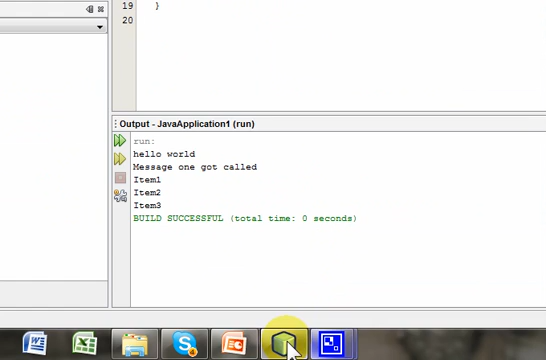 19 }
20
Output - JavaApplication1 (run)
run:
hello world
Message one got called
Item1
Item2
Item3
BUILD SUCCESSFUL (total time: 0 seconds)